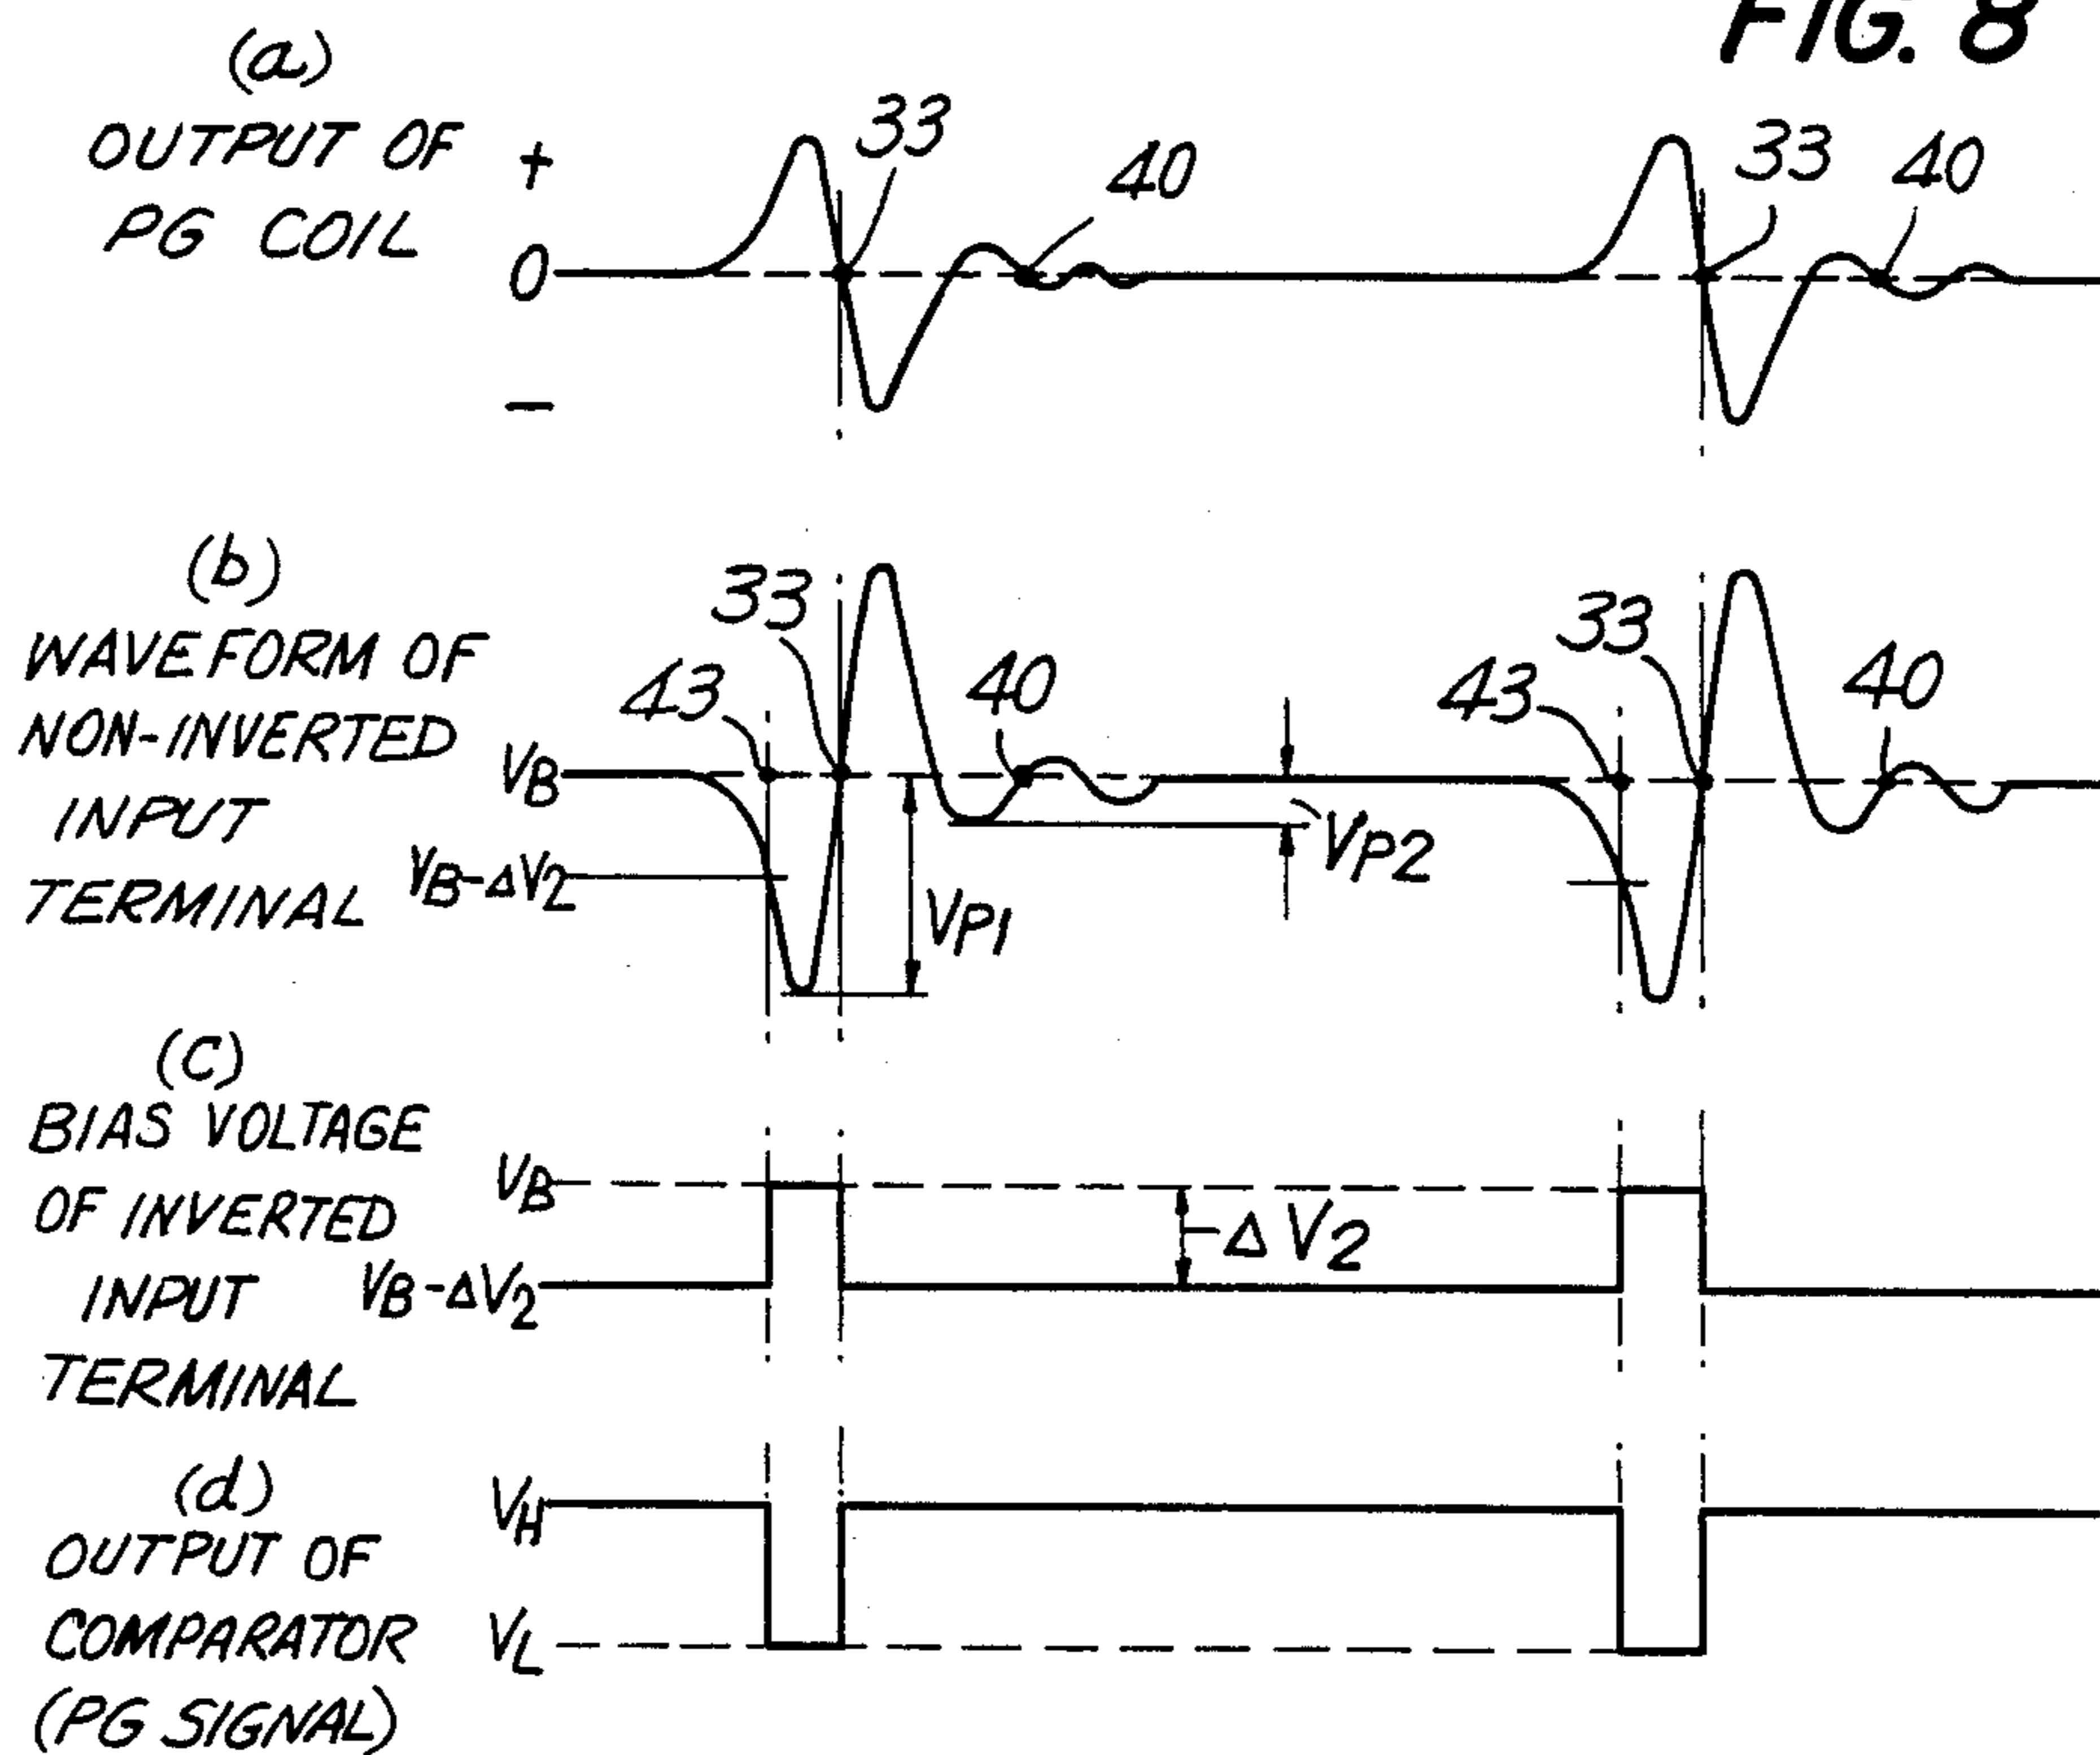 FIG. 8
(a)
OUTPUT OF
PG COIL
+
0
−
33
40
33
40
(b)
WAVEFORM OF
NON-INVERTED
INPUT
TERMINAL
VB
VB-ΔV2
43
33
40
VP1
VP2
43
33
40
(c)
BIAS VOLTAGE
OF INVERTED
INPUT
TERMINAL
VB
VB-ΔV2
ΔV2
(d)
OUTPUT OF
COMPARATOR
(PG SIGNAL)
VH
VL